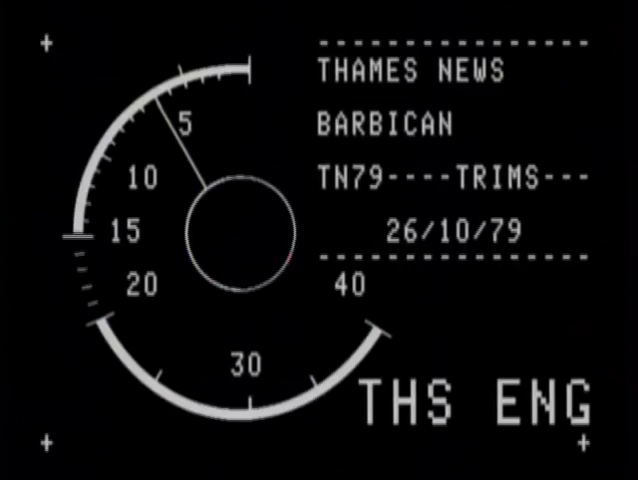 THAMES NEWS
BARBICAN
TN79----TRIMS---
26/10/79
5
10
15
20
30
40
THS ENG